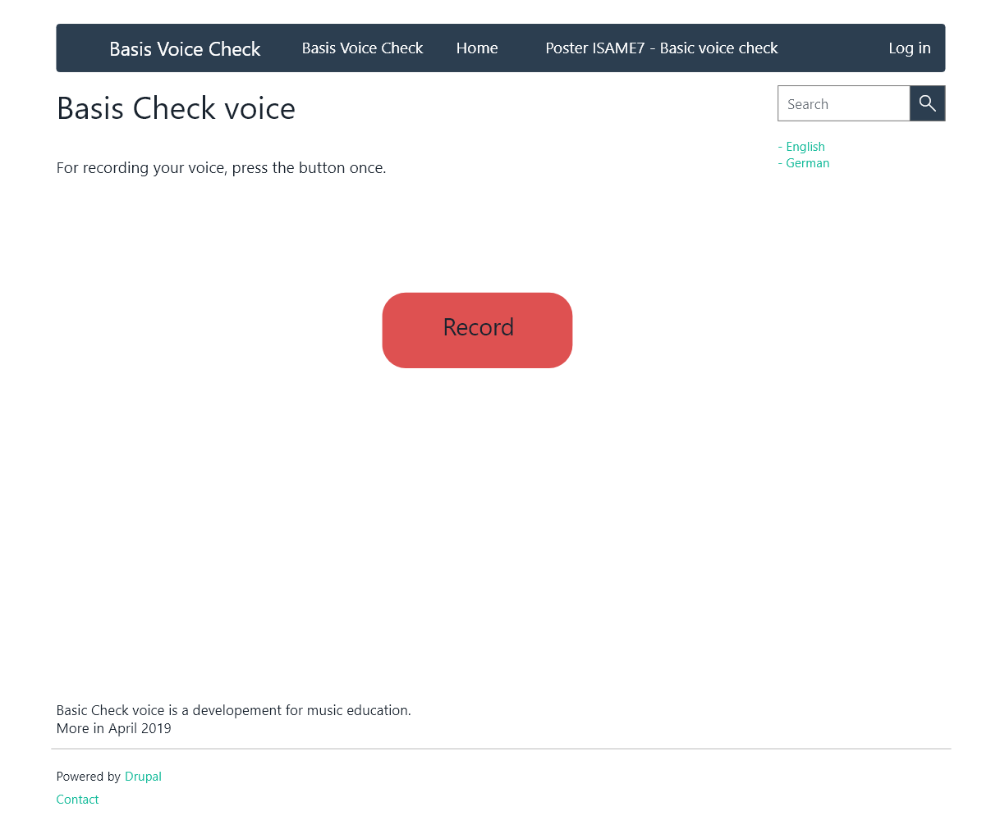 Basis Voice Check Basis Voice Check Home Poster ISAME7 - Basic voice check Log in
Basis Check voice
Search
- English
- German
For recording your voice, press the button once.
Record
Basic Check voice is a developement for music education.
More in April 2019
Powered by Drupal
Contact